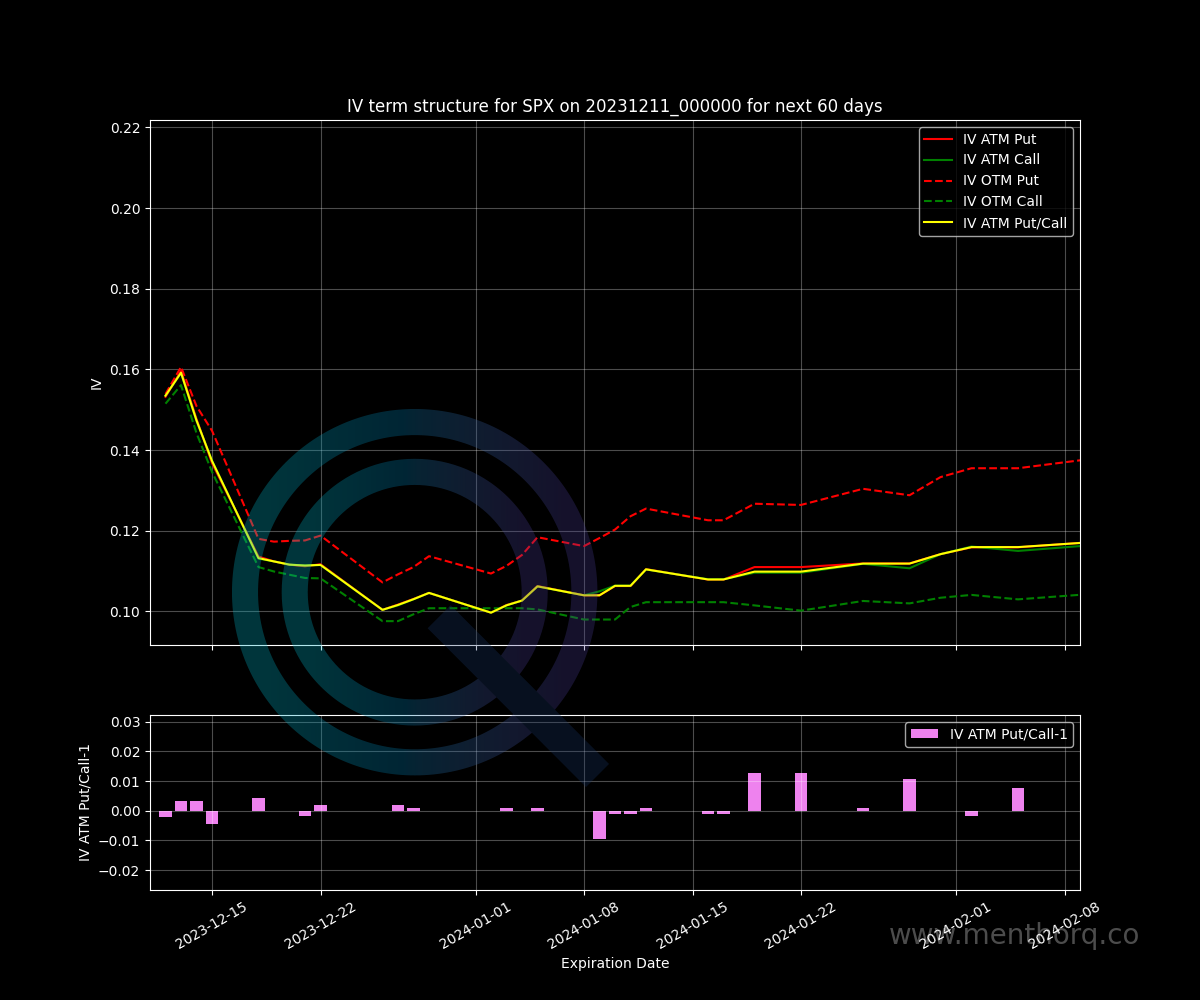 IV term structure for SPX on 20231211_000000 for next 60 days
IV
0.22
0.20
0.18
0.16
0.14
0.12
0.10
IV ATM Put
IV ATM Call
IV OTM Put
IV OTM Call
IV ATM Put/Call
IV ATM Put/Call-1
0.03
0.02
0.01
0.00
−0.01
−0.02
IV ATM Put/Call-1
2023-12-15
2023-12-22
2024-01-01
2024-01-08
2024-01-15
2024-01-22
2024-02-01
2024-02-08
www.menthorq.co
Expiration Date